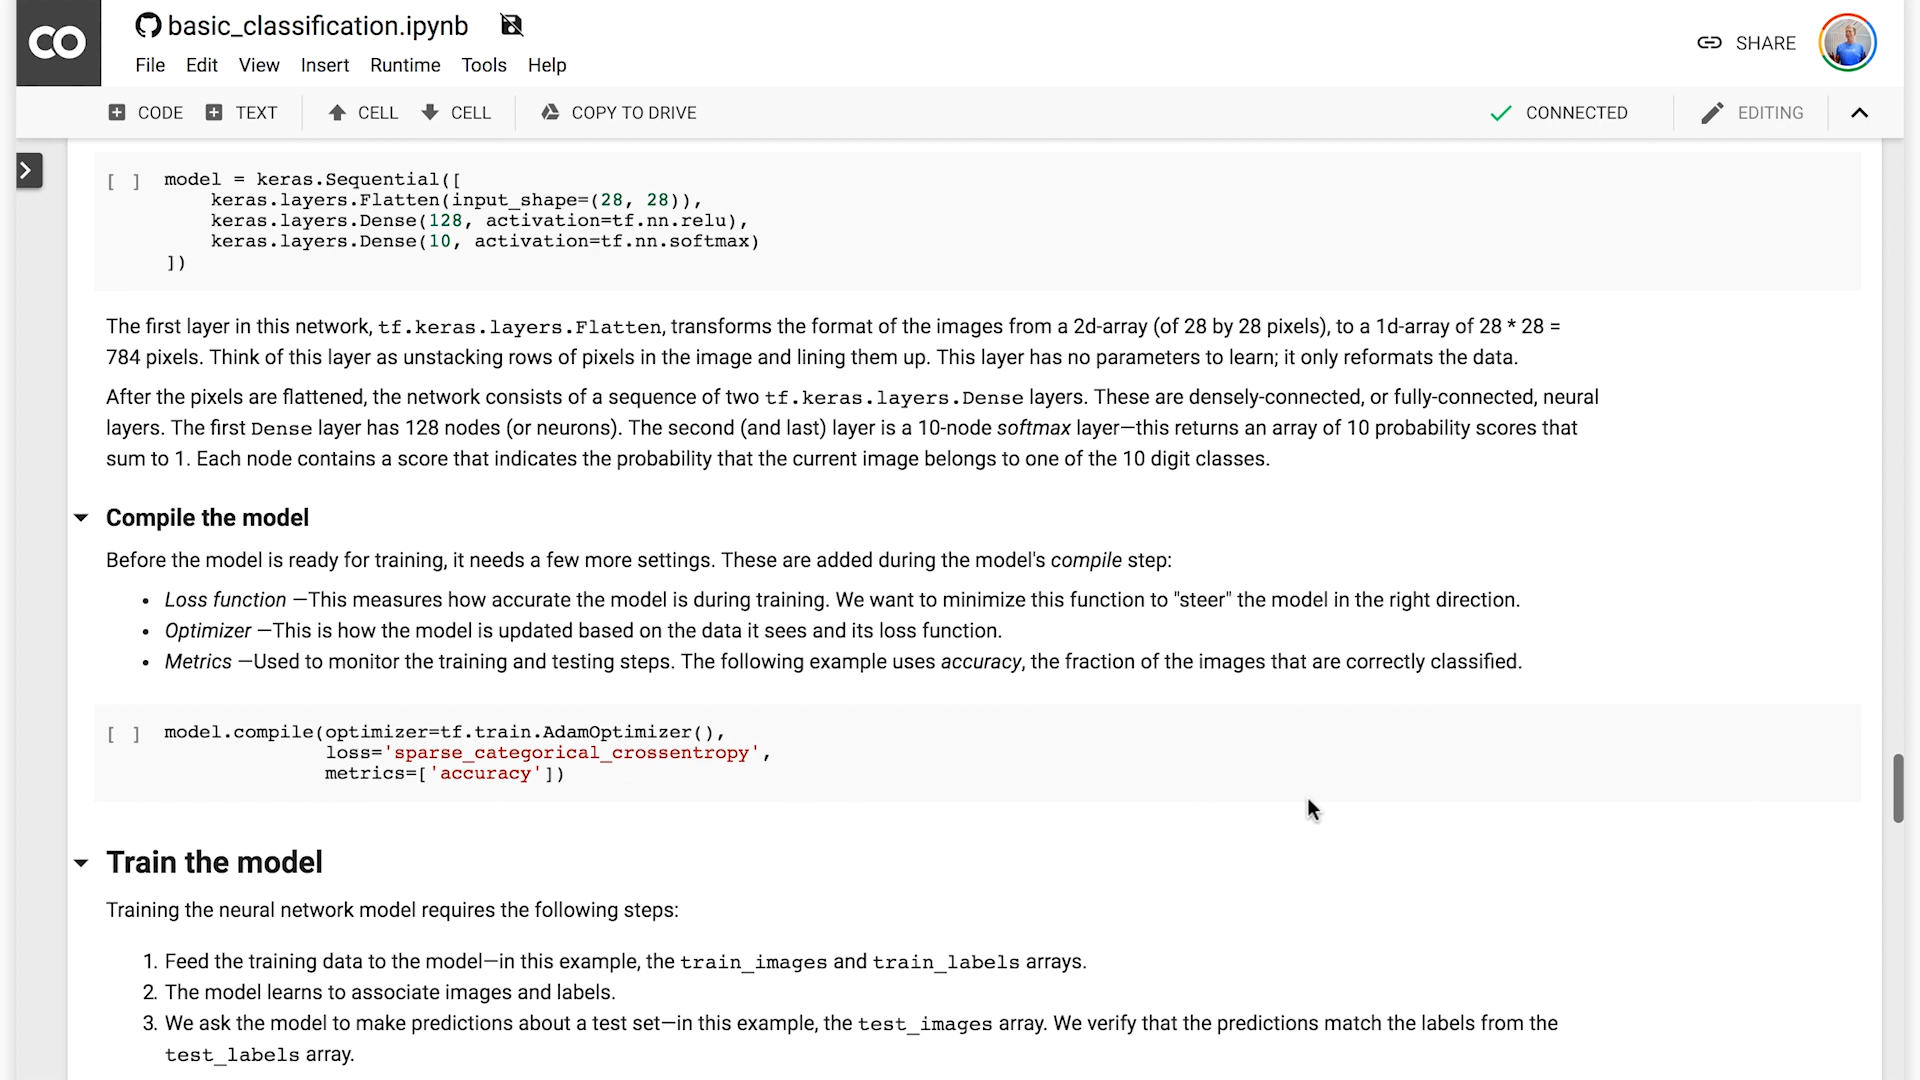 CO
basic_classification.ipynb
File Edit View Insert Runtime Tools Help
SHARE
CODE TEXT CELL CELL COPY TO DRIVE CONNECTED EDITING
[ ] model = keras.Sequential([
keras.layers.Flatten(input_shape=(28, 28)),
keras.layers.Dense(128, activation=tf.nn.relu),
keras.layers.Dense(10, activation=tf.nn.softmax)
])
The first layer in this network, tf.keras.layers.Flatten, transforms the format of the images from a 2d-array (of 28 by 28 pixels), to a 1d-array of 28 * 28 =
784 pixels. Think of this layer as unstacking rows of pixels in the image and lining them up. This layer has no parameters to learn; it only reformats the data.
After the pixels are flattened, the network consists of a sequence of two tf.keras.layers.Dense layers. These are densely-connected, or fully-connected, neural
layers. The first Dense layer has 128 nodes (or neurons). The second (and last) layer is a 10-node softmax layer—this returns an array of 10 probability scores that
sum to 1. Each node contains a score that indicates the probability that the current image belongs to one of the 10 digit classes.
Compile the model
Before the model is ready for training, it needs a few more settings. These are added during the model's compile step:
• Loss function —This measures how accurate the model is during training. We want to minimize this function to "steer" the model in the right direction.
• Optimizer —This is how the model is updated based on the data it sees and its loss function.
• Metrics —Used to monitor the training and testing steps. The following example uses accuracy, the fraction of the images that are correctly classified.
[ ] model.compile(optimizer=tf.train.AdamOptimizer(),
loss='sparse_categorical_crossentropy',
metrics=['accuracy'])
Train the model
Training the neural network model requires the following steps:
1. Feed the training data to the model—in this example, the train_images and train_labels arrays.
2. The model learns to associate images and labels.
3. We ask the model to make predictions about a test set—in this example, the test_images array. We verify that the predictions match the labels from the
test_labels array.